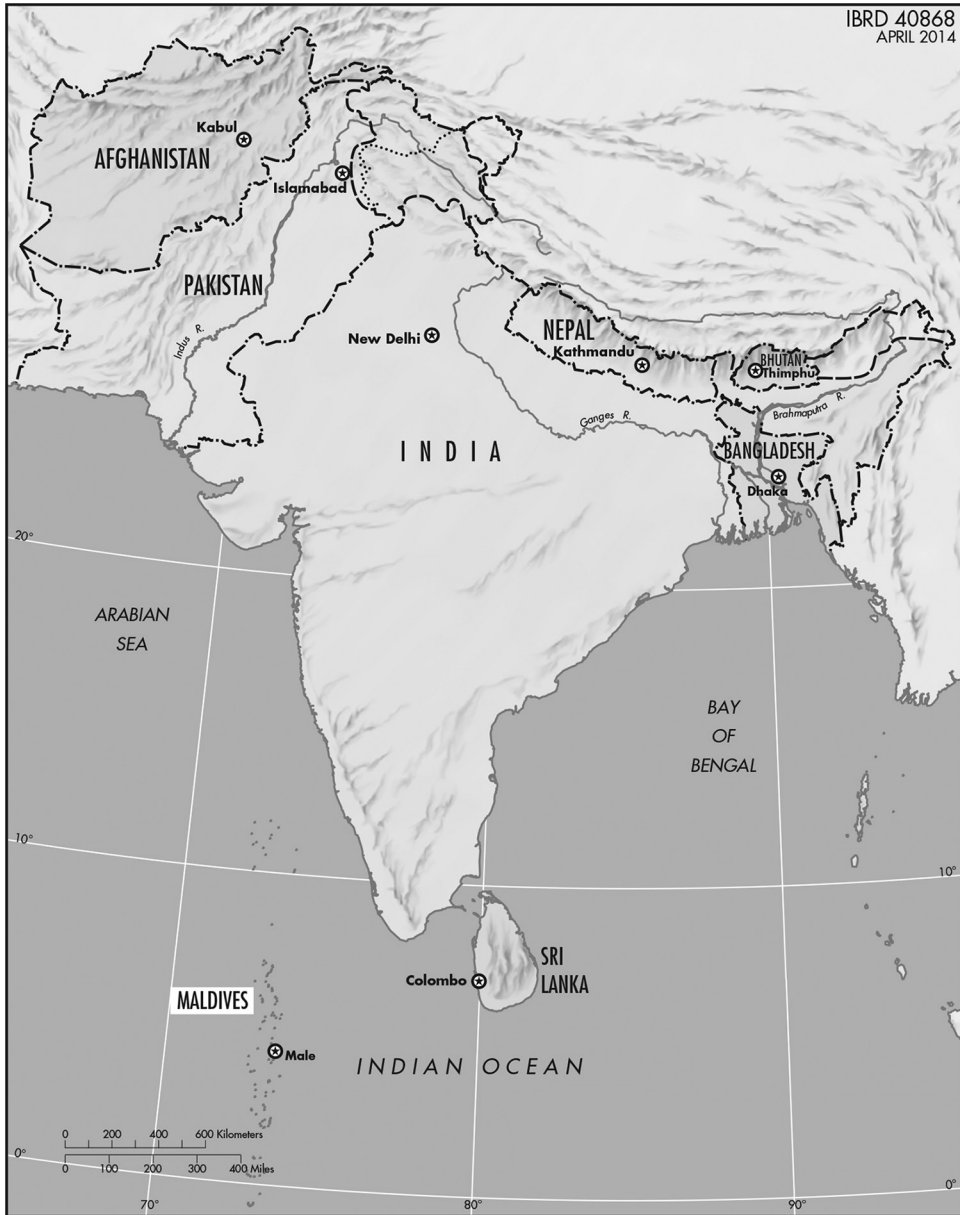 IBRD 40868
APRIL 2014
Kabul
AFGHANISTAN
Islamabad
PAKISTAN
Indus R.
New Delhi
NEPAL
Kathmandu
BHUTAN
Thimphu
Brahmaputra R.
Ganges R.
INDIA
BANGLADESH
Dhaka
20°
ARABIAN
SEA
BAY
OF
BENGAL
10°
10°
SRI
LANKA
Colombo
MALDIVES
Male
INDIAN OCEAN
0 200 400 600 Kilometers
0 100 200 300 400 Miles
0°
0°
70°
80°
90°